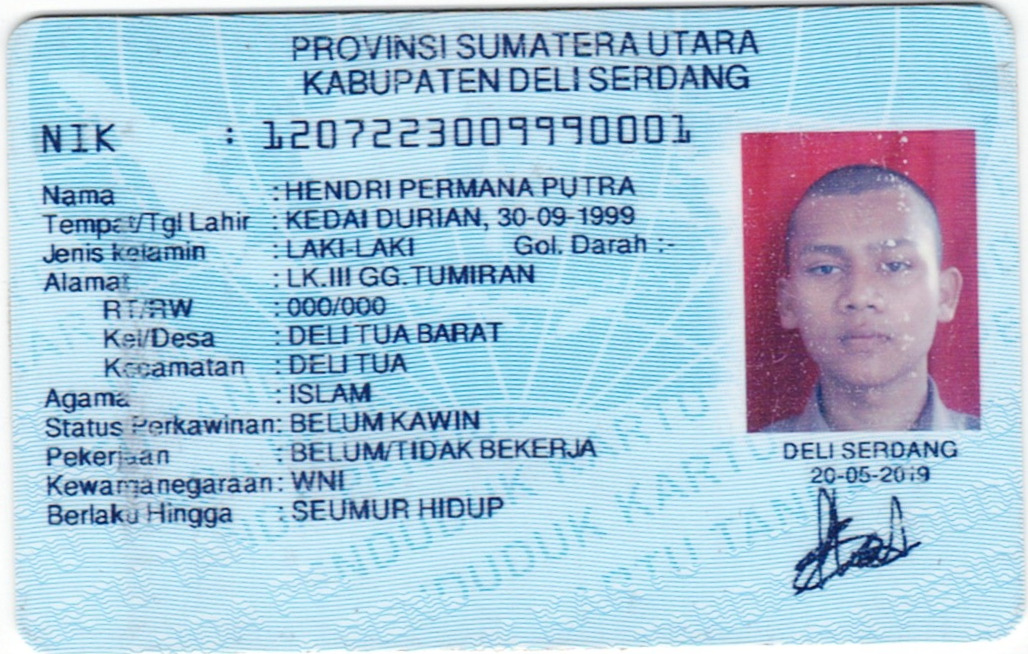 PROVINSI SUMATERA UTARA
KABUPATEN DELI SERDANG
NIK : 1207223009990001
Nama : HENDRI PERMANA PUTRA
Tempat/Tgl Lahir : KEDAI DURIAN, 30-09-1999
Jenis kelamin : LAKI-LAKI Gol. Darah :-
Alamat : LK.III GG.TUMIRAN
RT/RW : 000/000
Kel/Desa : DELI TUA BARAT
Kecamatan : DELI TUA
Agama : ISLAM
Status Perkawinan: BELUM KAWIN
Pekerjaan : BELUM/TIDAK BEKERJA
Kewarganegaraan: WNI
Berlaku Hingga : SEUMUR HIDUP
DELI SERDANG
20-05-2019